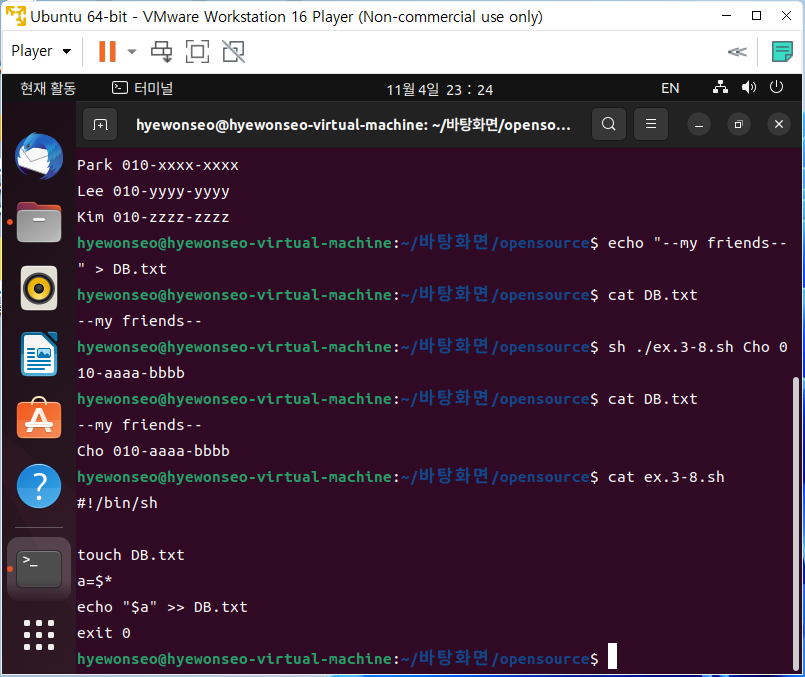 Ubuntu 64-bit - VMware Workstation 16 Player (Non-commercial use only)
Player
현재 활동
터미널
11월 4일 23 : 24
EN
hyewonseo@hyewonseo-virtual-machine: ~/바탕화면/openso...
Park 010-xxxx-xxxx
Lee 010-yyyy-yyyy
Kim 010-zzzz-zzzz
hyewonseo@hyewonseo-virtual-machine:~/바탕화면/opensource$ echo "--my friends--
" > DB.txt
hyewonseo@hyewonseo-virtual-machine:~/바탕화면/opensource$ cat DB.txt
--my friends--
hyewonseo@hyewonseo-virtual-machine:~/바탕화면/opensource$ sh ./ex.3-8.sh Cho 0
10-aaaa-bbbb
hyewonseo@hyewonseo-virtual-machine:~/바탕화면/opensource$ cat DB.txt
--my friends--
Cho 010-aaaa-bbbb
hyewonseo@hyewonseo-virtual-machine:~/바탕화면/opensource$ cat ex.3-8.sh
#!/bin/sh
touch DB.txt
a=$*
echo "$a" >> DB.txt
exit 0
hyewonseo@hyewonseo-virtual-machine:~/바탕화면/opensource$